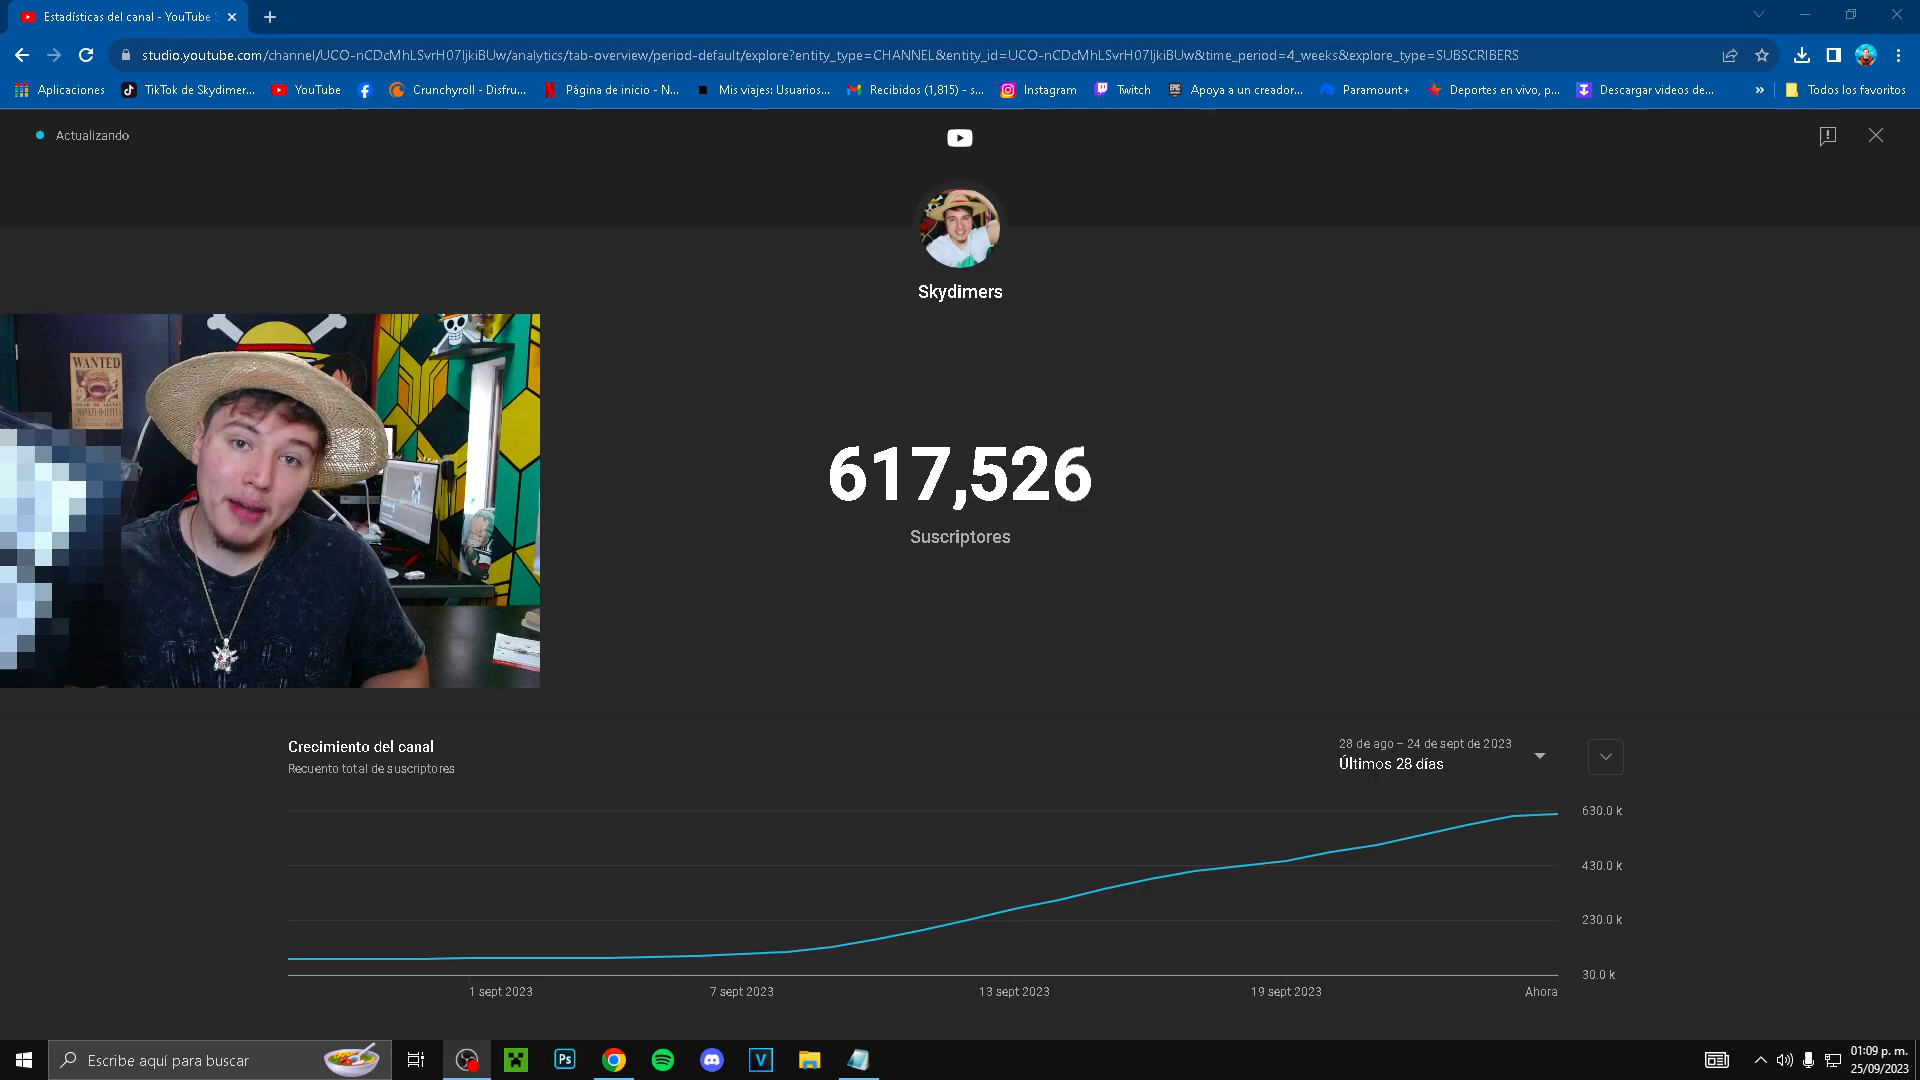 Estadísticas del canal - YouTube S
studio.youtube.com/channel/UCO-nCDcMhLSvrH07IjkiBUw/analytics/tab-overview/period-default/explore?entity_type=CHANNEL&entity_id=UCO-nCDcMhLSvrH07IjkiBUw&time_period=4_weeks&explore_type=SUBSCRIBERS
Aplicaciones TikTok de Skydimer... YouTube Crunchyroll - Disfru... Página de inicio - N... Mis viajes: Usuarios... Recibidos (1,815) - s... Instagram Twitch Apoya a un creador... Paramount+ Deportes en vivo, p... Descargar videos de... » Todos los favoritos
Actualizando
Skydimers
WANTED
617,526
Suscriptores
Crecimiento del canal
Recuento total de suscriptores
28 de ago – 24 de sept de 2023
Últimos 28 días
630.0 k
430.0 k
230.0 k
30.0 k
1 sept 2023 7 sept 2023 13 sept 2023 19 sept 2023 Ahora
Escribe aquí para buscar
Ps
V
01:09 p. m.
25/09/2023